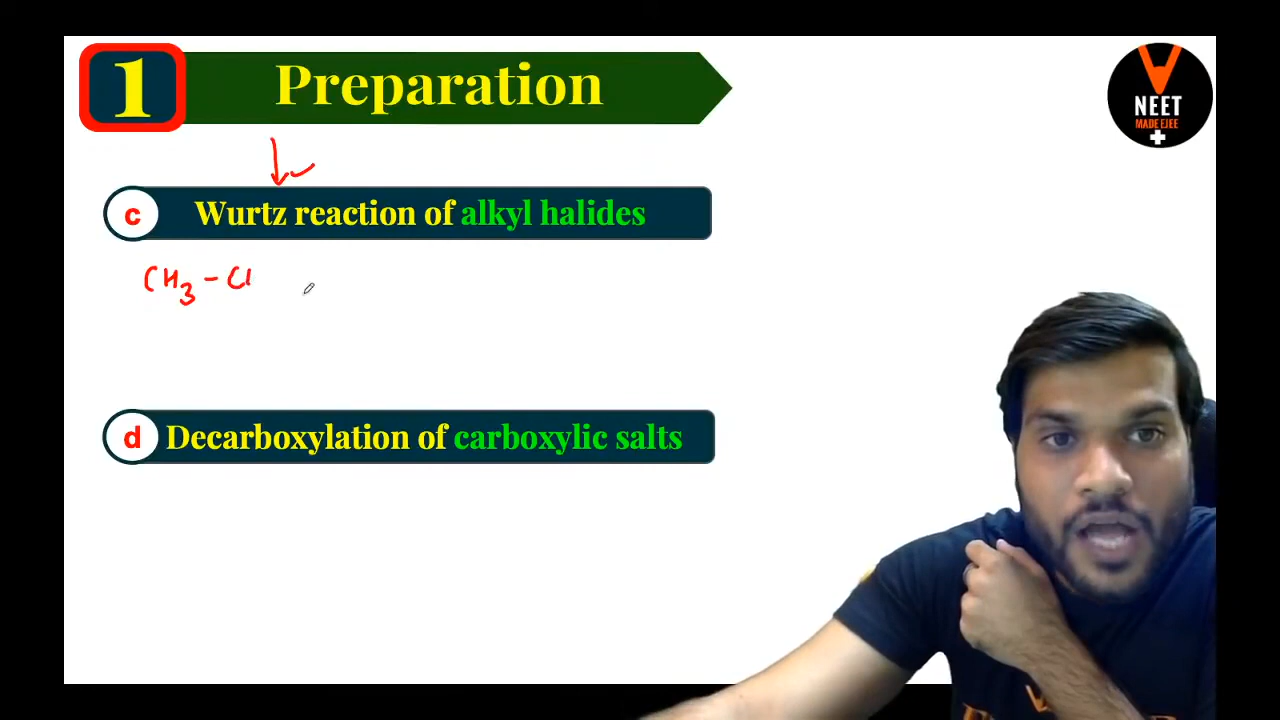 1 Preparation
NEET
MADE EJEE
c Wurtz reaction of alkyl halides
CH3 - Cl
d Decarboxylation of carboxylic salts